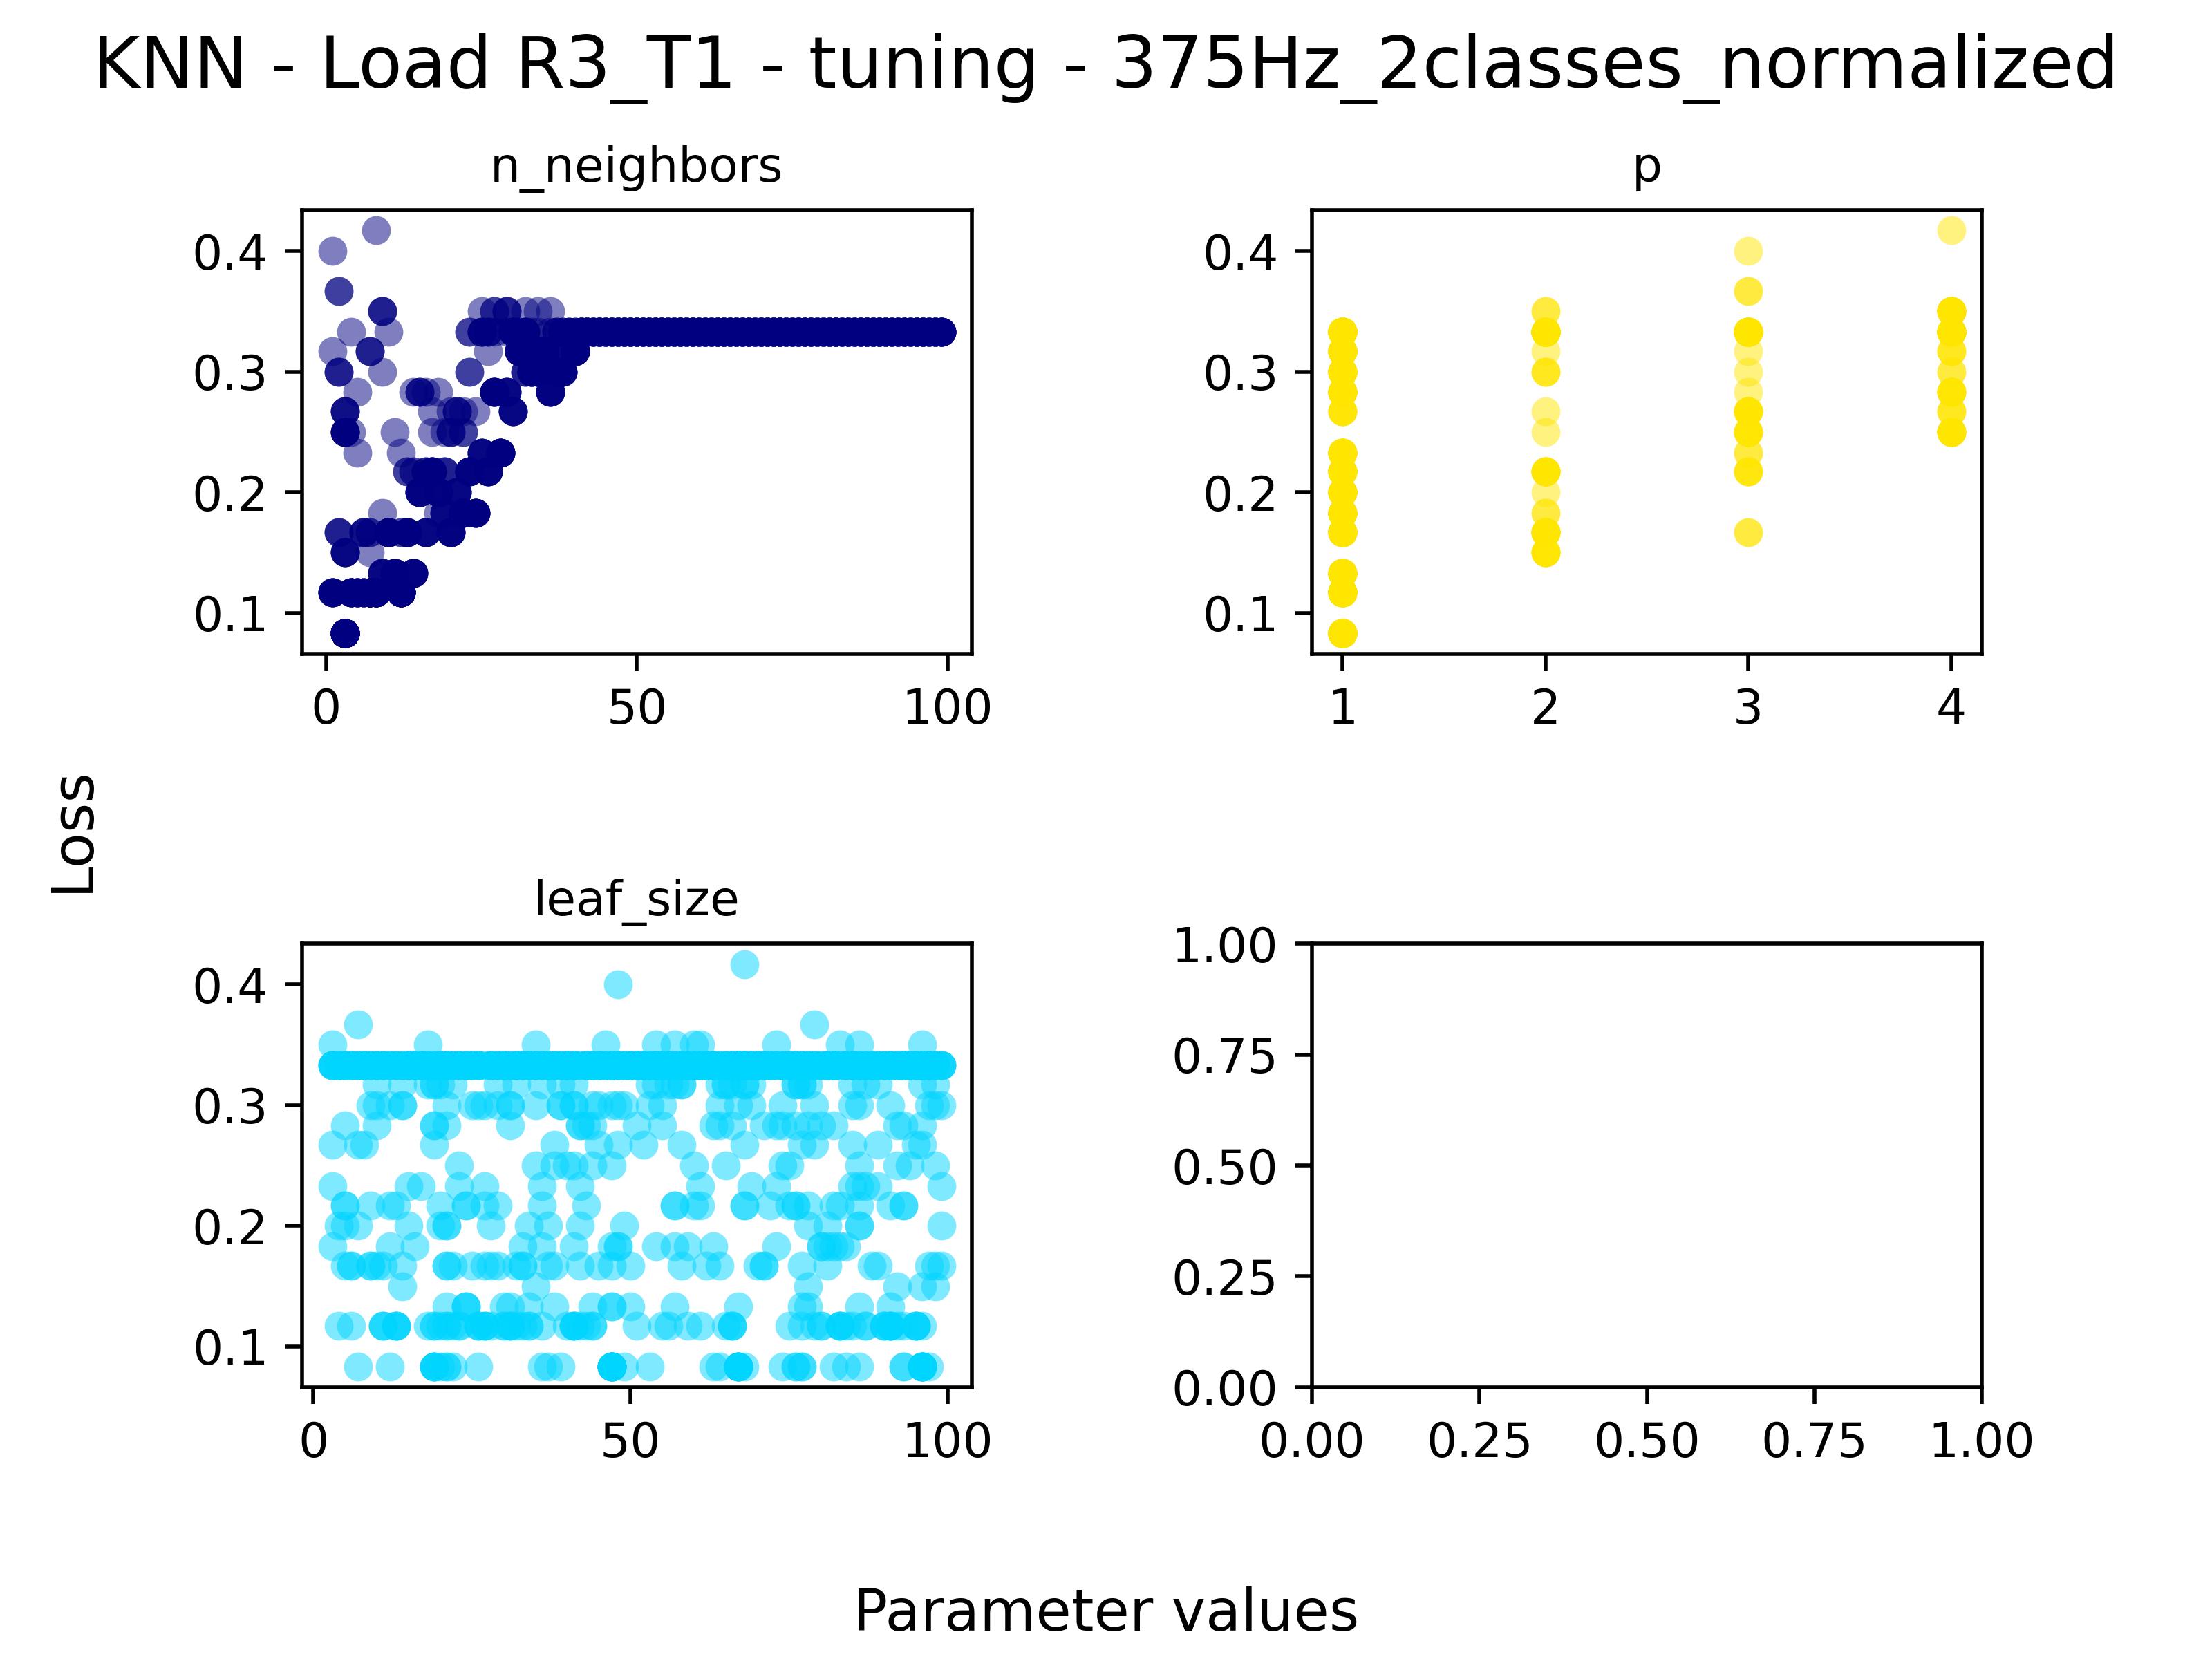 KNN - Load R3_T1 - tuning - 375Hz_2classes_normalized
n_neighbors
0.4
0.3
0.2
0.1
0 50 100
p
0.4
0.3
0.2
0.1
1 2 3 4
Loss
leaf_size
0.4
0.3
0.2
0.1
0 50 100
1.00
0.75
0.50
0.25
0.00
0.00 0.25 0.50 0.75 1.00
Parameter values